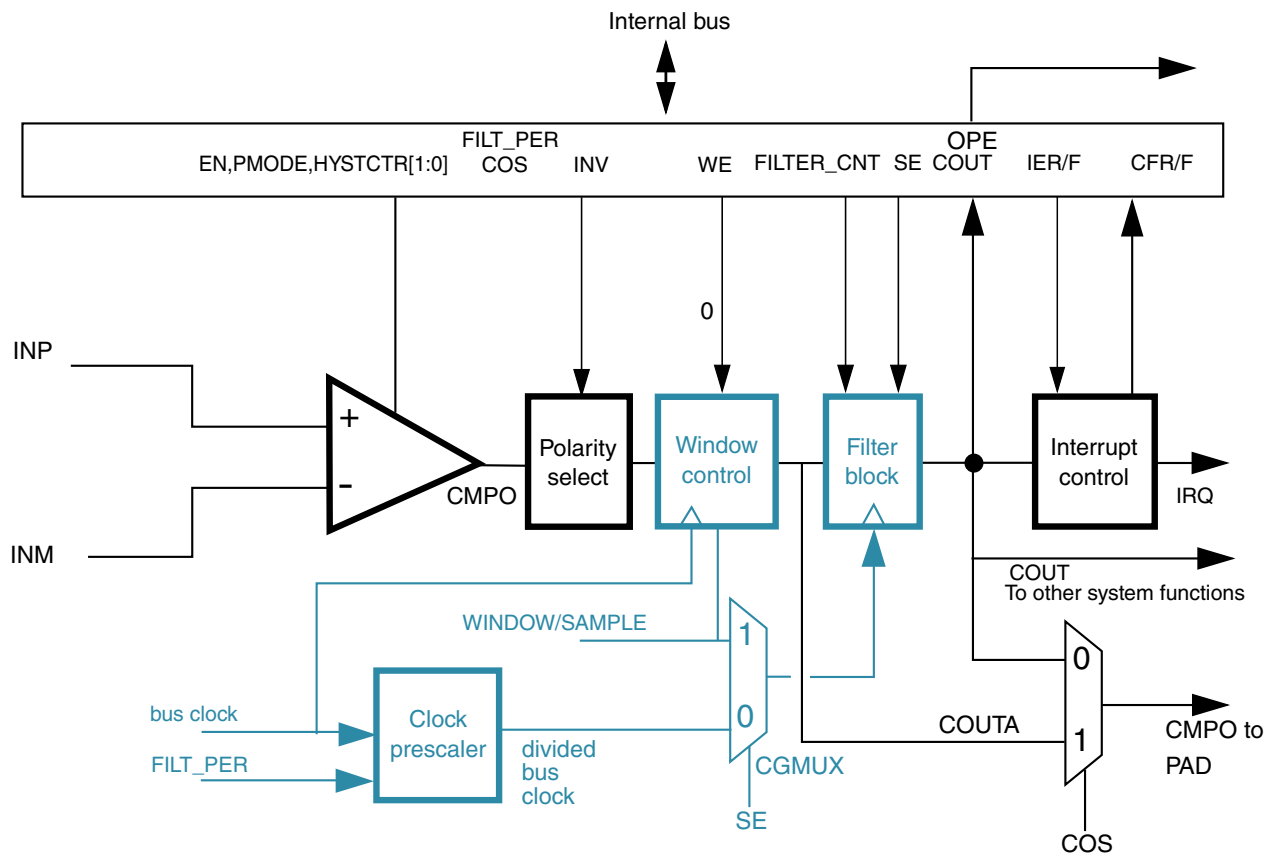 Internal bus
FILT_PER
OPE
EN,PMODE,HYSTCTR[1:0]
COS
INV
WE
FILTER_CNT
SE
COUT
IER/F
CFR/F
0
INP
+
-
INM
CMPO
Polarity
select
Window
control
Filter
block
Interrupt
control
IRQ
COUT
To other system functions
WINDOW/SAMPLE
1
0
bus clock
FILT_PER
Clock
prescaler
divided
bus
clock
CGMUX
SE
COUTA
0
1
CMPO to
PAD
COS